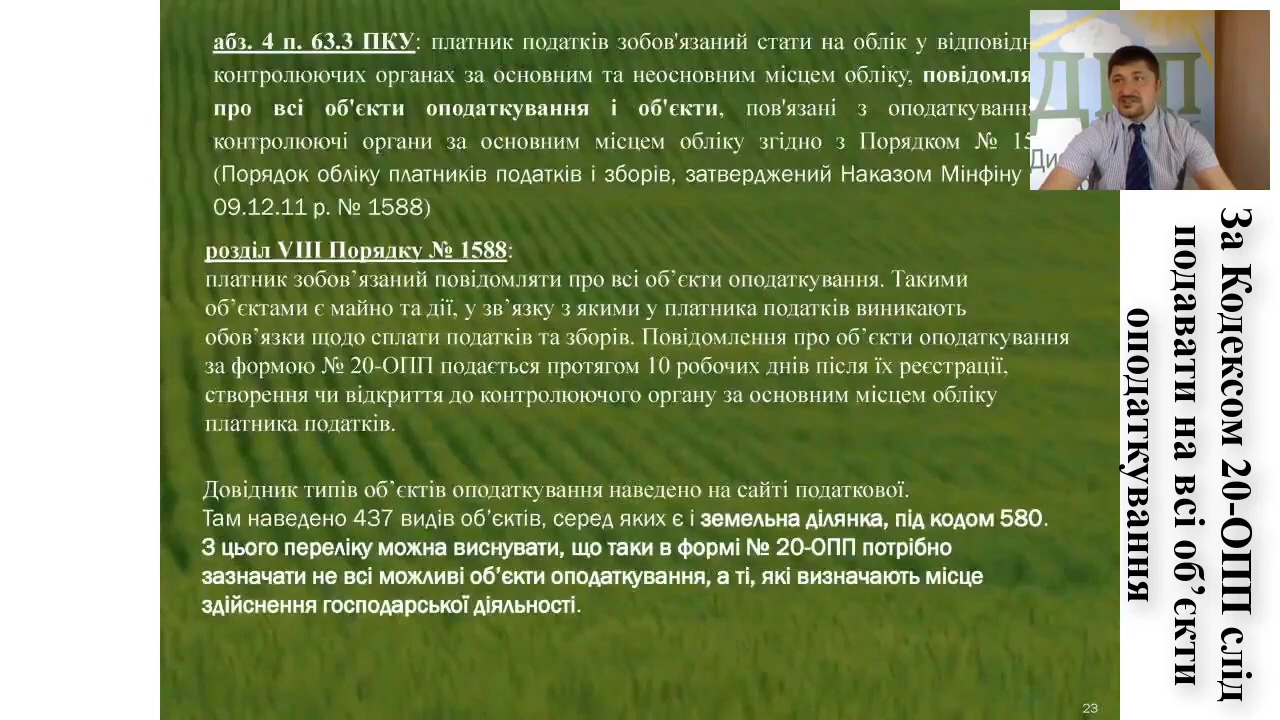 абз. 4 п. 63.3 ПКУ: платник податків зобов'язаний стати на облік у
контролюючих органах за основним та неосновним місцем обліку,
про всі об'єкти оподаткування і об'єкти, пов'язані з
контролюючі органи за основним місцем обліку згідно з Порядком №
(Порядок обліку платників податків і зборів, затверджений Наказом Мінфіну
09.12.11 р. № 1588)
розділ VIII Порядку № 1588:
платник зобов’язаний повідомляти про всі об’єкти оподаткування. Такими
об’єктами є майно та дії, у зв’язку з якими у платника податків виникають
обов’язки щодо сплати податків та зборів. Повідомлення про об’єкти оподаткування
за формою № 20-ОПП подається протягом 10 робочих днів після їх реєстрації,
створення чи відкриття до контролюючого органу за основним місцем обліку
платника податків.
Довідник типів об’єктів оподаткування наведено на сайті податкової.
Там наведено 437 видів об’єктів, серед яких є і земельна ділянка, під кодом 580.
З цього переліку можна виснувати, що таки в формі № 20-ОПП потрібно
зазначати не всі можливі об’єкти оподаткування, а ті, які визначають місце
здійснення господарської діяльності.
23
За Кодексом 20-ОПП слід
подавати на всі об’єкти
оподаткування